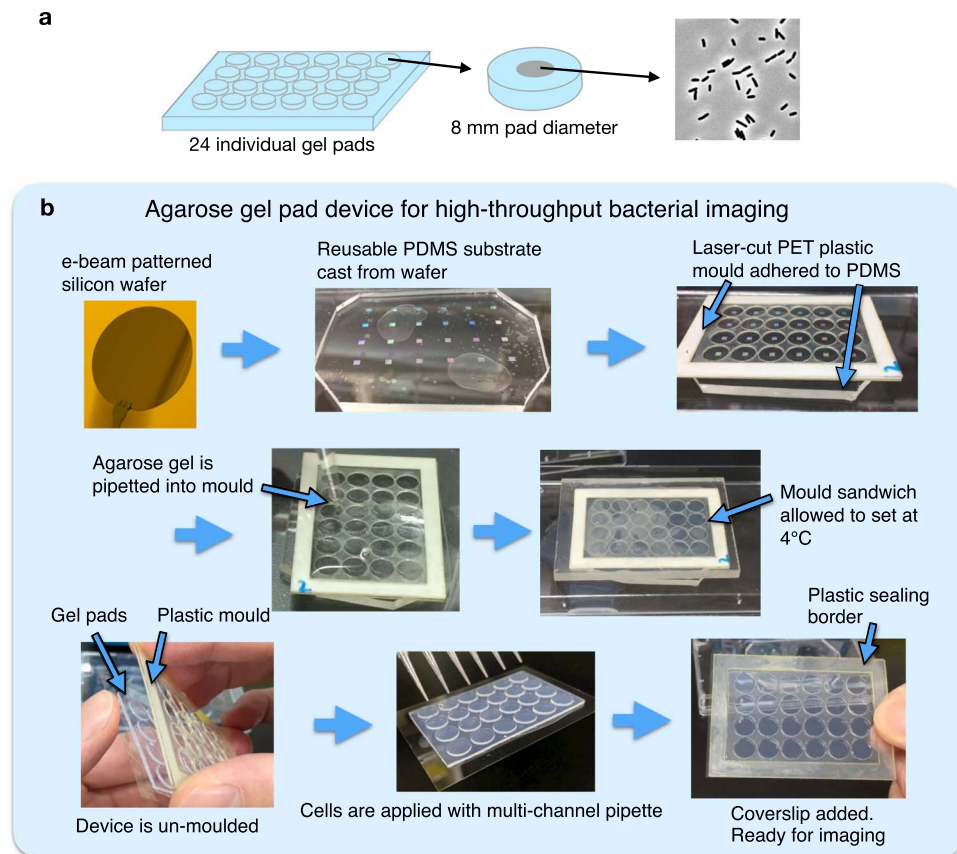 a
24 individual gel pads
8 mm pad diameter
b
Agarose gel pad device for high-throughput bacterial imaging
e-beam patterned
silicon wafer
Reusable PDMS substrate
cast from wafer
Laser-cut PET plastic
mould adhered to PDMS
2
Agarose gel is
pipetted into mould
2
2
Mould sandwich
allowed to set at
4°C
Gel pads
Plastic mould
Plastic sealing
border
Device is un-moulded
Cells are applied with multi-channel pipette
Coverslip added.
Ready for imaging